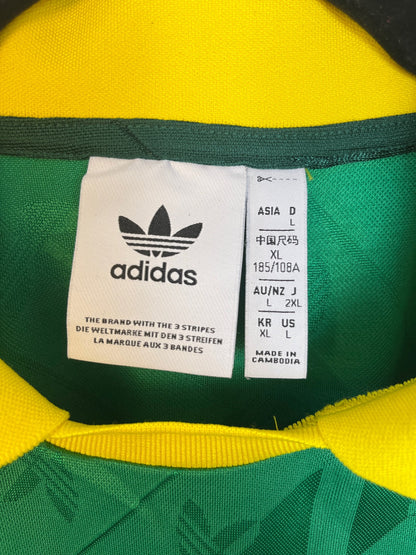 adidas
THE BRAND WITH THE 3 STRIPES
DIE WELTMARKE MIT DEN 3 STREIFEN
LA MARQUE AUX 3 BANDES
ASIA D
L
中国尺码
XL
185/108A
AU/NZ J
L 2XL
KR US
XL L
MADE IN
CAMBODIA